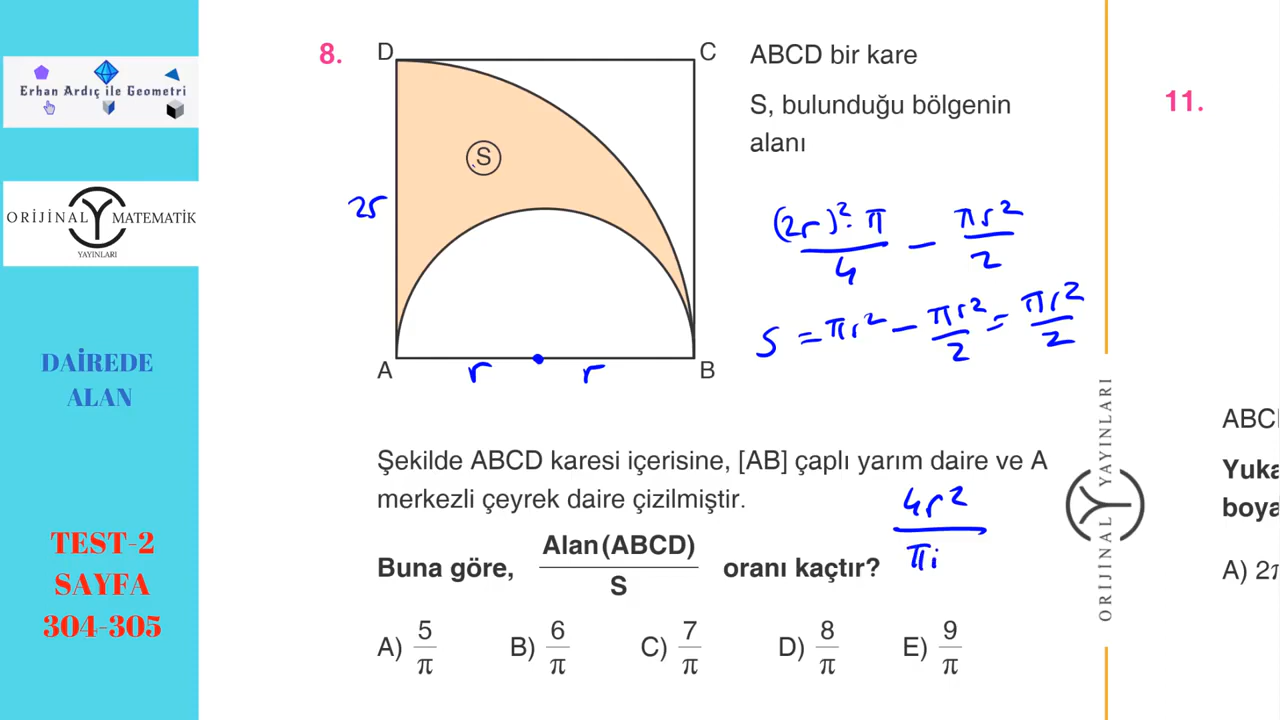 Erhan Ardıç ile Geometri
ORİJİNAL MATEMATİK
YAYINLARI
DAİREDE
ALAN
TEST-2
SAYFA
304-305
8.
D
C
S
2r
A
r
r
B
ABCD bir kare
S, bulunduğu bölgenin
alanı
(2r)²·π/4 − πr²/2
S = πr² − πr²/2 = πr²/2
Şekilde ABCD karesi içerisine, [AB] çaplı yarım daire ve A
merkezli çeyrek daire çizilmiştir.
Buna göre, Alan(ABCD)/S oranı kaçtır?
4r²/πı
A) 5/π B) 6/π C) 7/π D) 8/π E) 9/π
ORİJİNAL YAYINLARI
11.
ABC
Yuka
boya
A) 2π